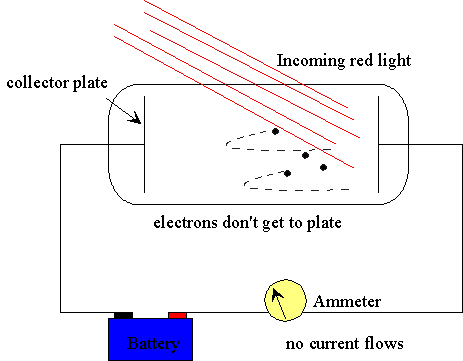 Incoming red light
collector plate
electrons don't get to plate
Ammeter
Battery
no current flows